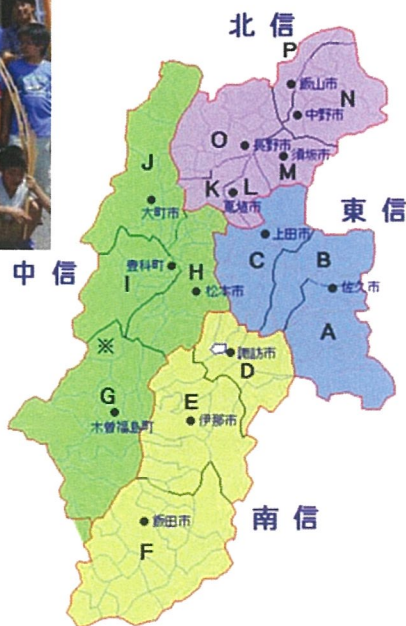 北信
P
飯山市
N
中野市
O
長野市
須坂市
J
M
K
L
更埴市
大町市
東信
上田市
中信
豊科町
H
C
B
I
松本市
佐久市
※
A
諏訪市
D
G
E
木曽福島町
伊那市
南信
飯田市
F